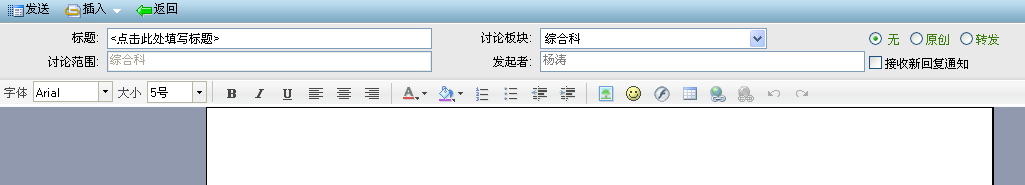 发送 插入 返回
标题: <点击此处填写标题> 讨论板块: 综合科 无 原创 转发
讨论范围: 综合科 发起者: 杨涛 接收新回复通知
字体 Arial 大小 5号 B I U A